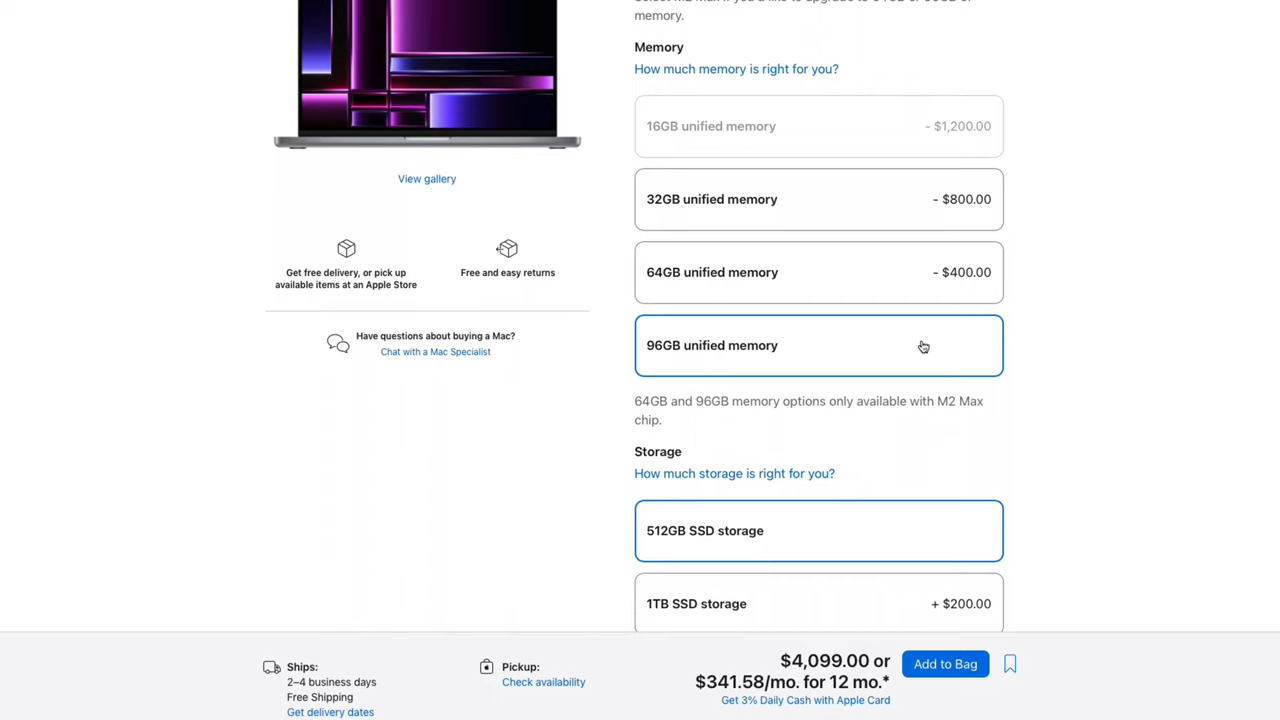 memory.
Memory
How much memory is right for you?
16GB unified memory - $1,200.00
32GB unified memory - $800.00
64GB unified memory - $400.00
96GB unified memory
64GB and 96GB memory options only available with M2 Max
chip.
Storage
How much storage is right for you?
512GB SSD storage
1TB SSD storage + $200.00
View gallery
Get free delivery, or pick up
available items at an Apple Store
Free and easy returns
Have questions about buying a Mac?
Chat with a Mac Specialist
Ships:
2–4 business days
Free Shipping
Get delivery dates
Pickup:
Check availability
$4,099.00 or
$341.58/mo. for 12 mo.*
Get 3% Daily Cash with Apple Card
Add to Bag